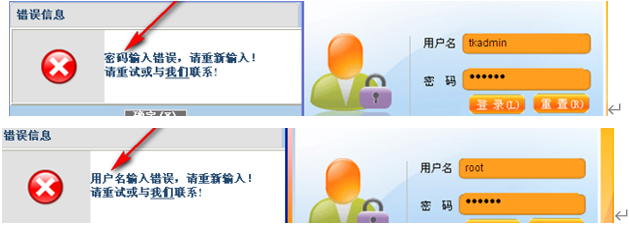 错误信息
密码输入错误，请重新输入！
请重试或与我们联系！
用户名 tkadmin
密 码 ••••••
登 录(L) 重 置(R)
错误信息
用户名输入错误，请重新输入！
请重试或与我们联系！
用户名 root
密 码 ••••••